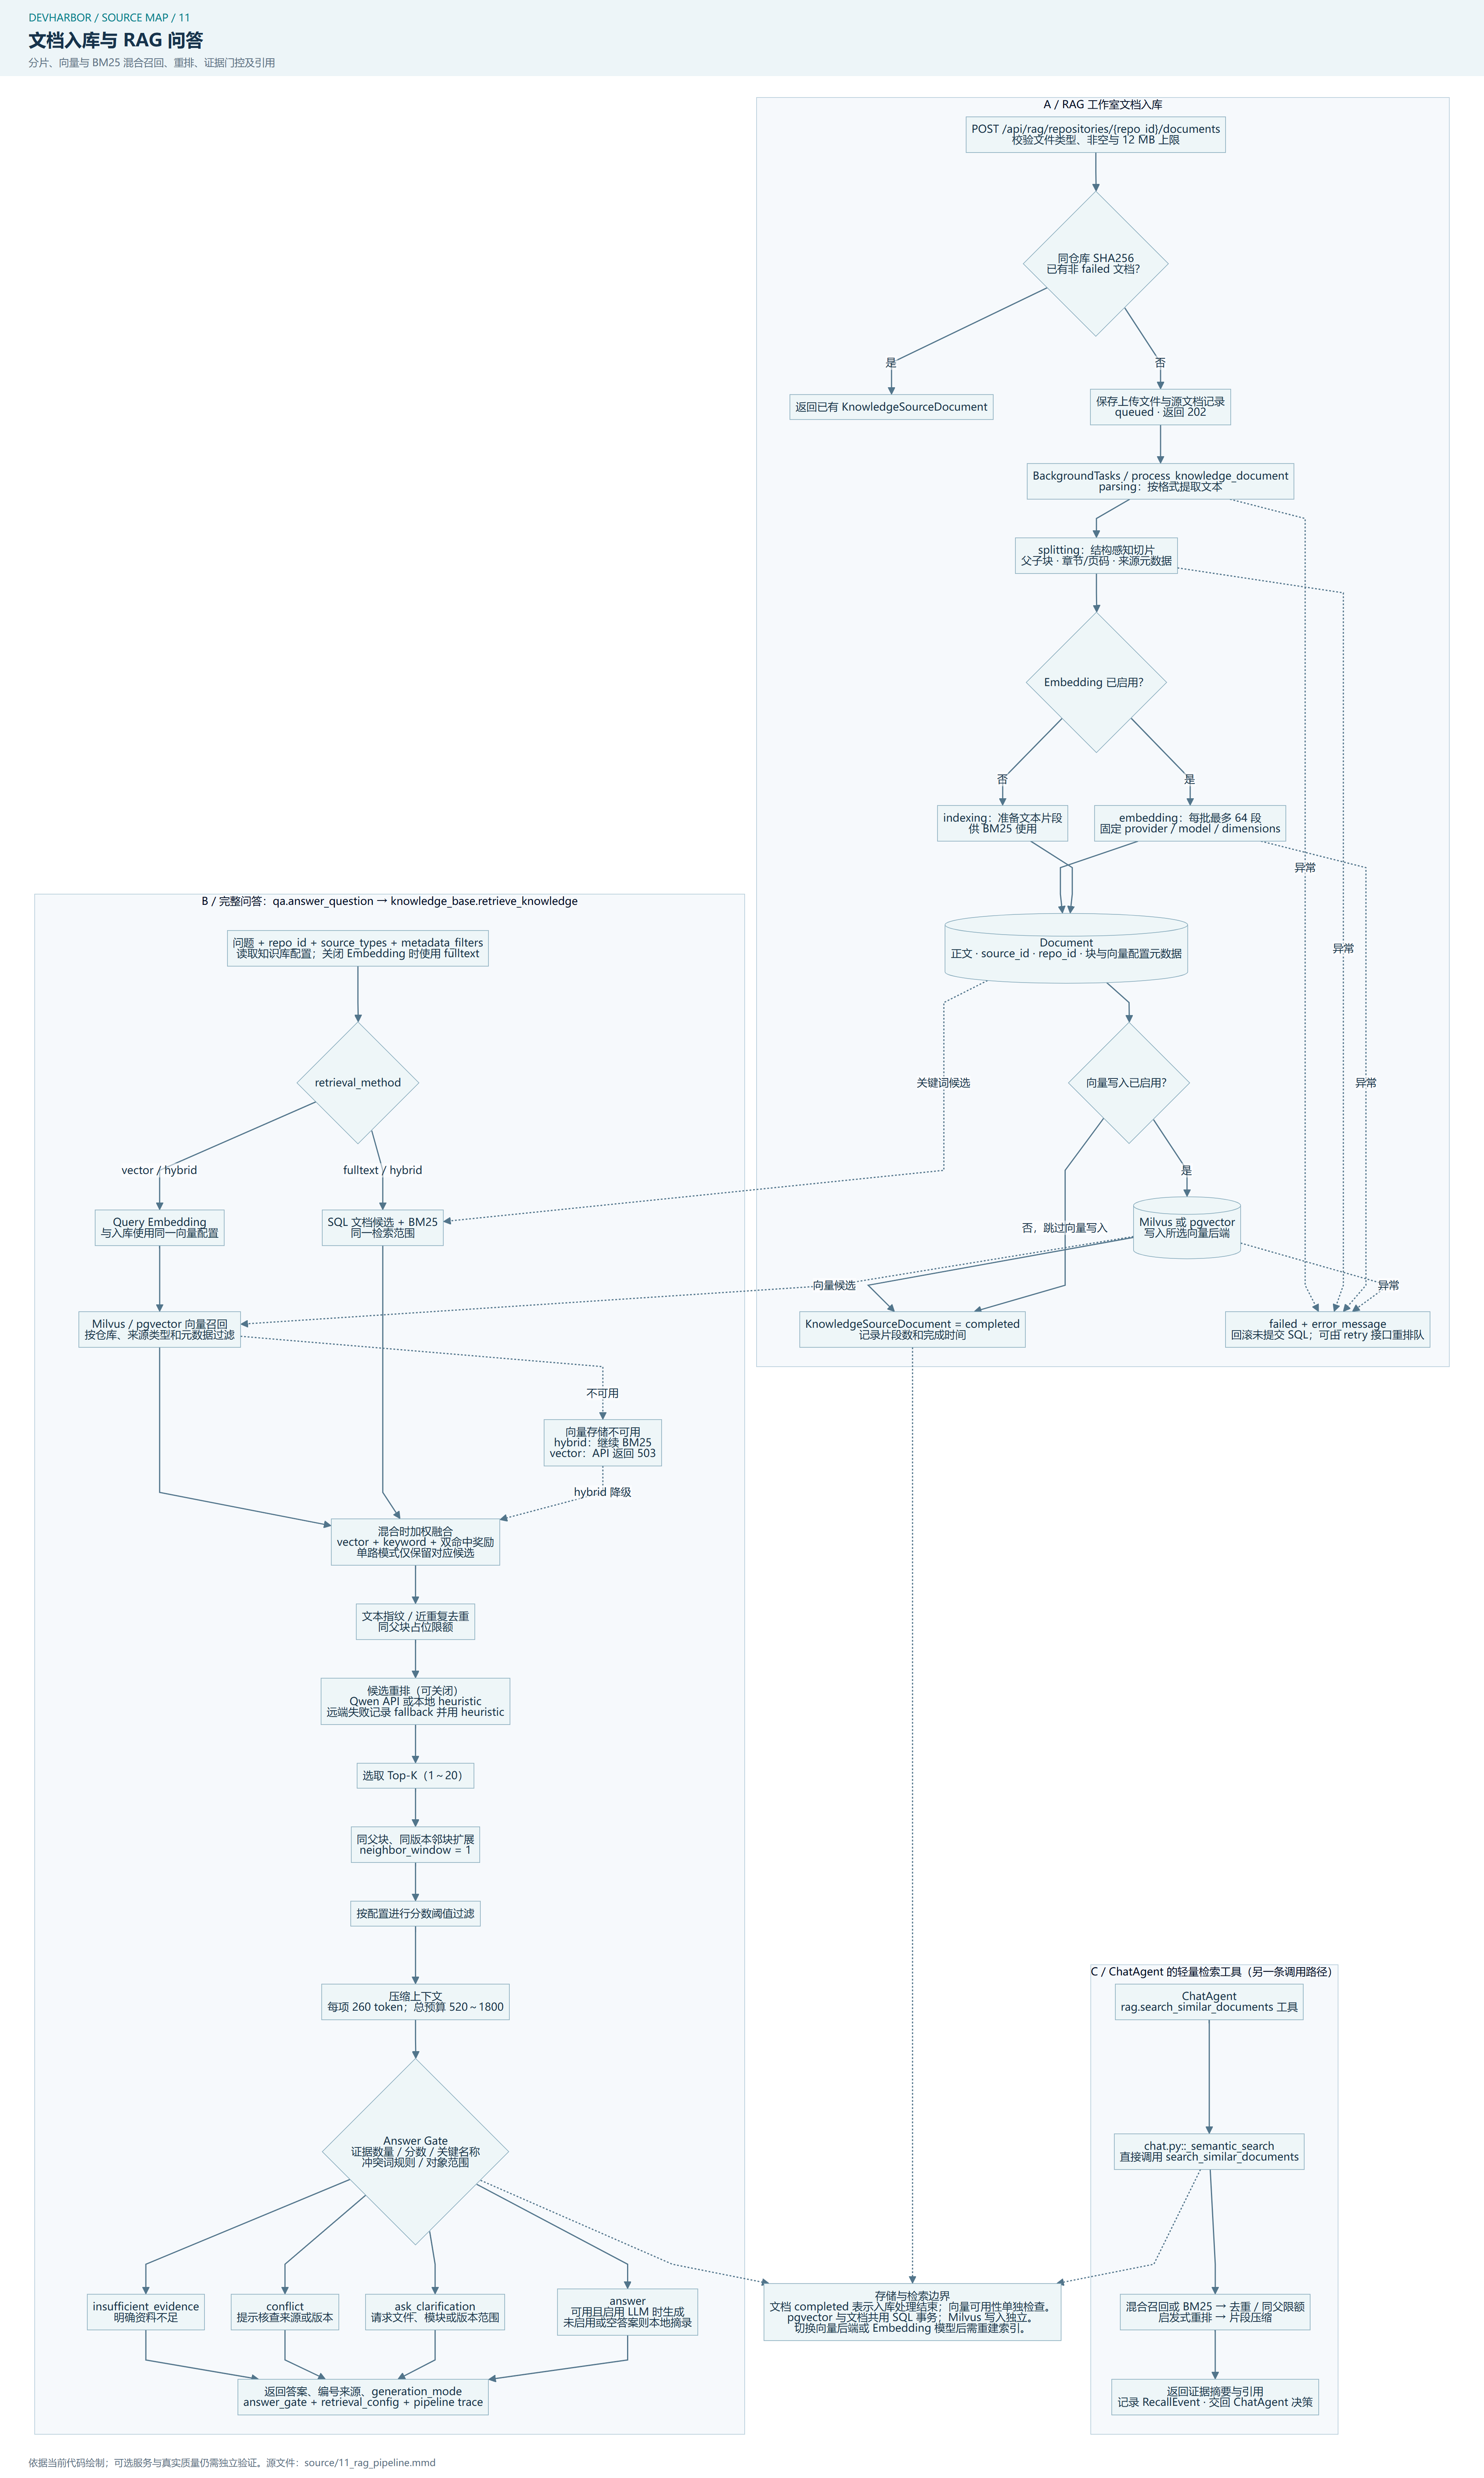 DEVHARBOR / SOURCE MAP / 11
文档入库与 RAG 问答
分片、向量与 BM25 混合召回、重排、证据门控及引用
A / RAG 工作室文档入库
POST /api/rag/repositories/{repo_id}/documents
校验文件类型、非空与 12 MB 上限
同仓库 SHA256
已有非 failed 文档?
是
否
返回已有 KnowledgeSourceDocument
保存上传文件与源文档记录
queued · 返回 202
BackgroundTasks / process_knowledge_document
parsing：按格式提取文本
splitting：结构感知切片
父子块 · 章节/页码 · 来源元数据
Embedding 已启用?
否
是
indexing：准备文本片段
供 BM25 使用
embedding：每批最多 64 段
固定 provider / model / dimensions
异常
异常
异常
Document
正文 · source_id · repo_id · 块与向量配置元数据
关键词候选
向量写入已启用?
是
否，跳过向量写入
Milvus 或 pgvector
写入所选向量后端
向量候选
异常
KnowledgeSourceDocument = completed
记录片段数和完成时间
failed + error_message
回滚未提交 SQL；可由 retry 接口重排队
B / 完整问答：qa.answer_question → knowledge_base.retrieve_knowledge
问题 + repo_id + source_types + metadata_filters
读取知识库配置；关闭 Embedding 时使用 fulltext
retrieval_method
vector / hybrid
fulltext / hybrid
Query Embedding
与入库使用同一向量配置
SQL 文档候选 + BM25
同一检索范围
Milvus / pgvector 向量召回
按仓库、来源类型和元数据过滤
不可用
向量存储不可用
hybrid：继续 BM25
vector：API 返回 503
hybrid 降级
混合时加权融合
vector + keyword + 双命中奖励
单路模式仅保留对应候选
文本指纹 / 近重复去重
同父块占位限额
候选重排（可关闭）
Qwen API 或本地 heuristic
远端失败记录 fallback 并用 heuristic
选取 Top-K（1～20）
同父块、同版本邻块扩展
neighbor_window = 1
按配置进行分数阈值过滤
压缩上下文
每项 260 token；总预算 520～1800
Answer Gate
证据数量 / 分数 / 关键名称
冲突词规则 / 对象范围
insufficient_evidence
明确资料不足
conflict
提示核查来源或版本
ask_clarification
请求文件、模块或版本范围
answer
可用且启用 LLM 时生成
未启用或空答案则本地摘录
返回答案、编号来源、generation_mode
answer_gate + retrieval_config + pipeline trace
存储与检索边界
文档 completed 表示入库处理结束；向量可用性单独检查。
pgvector 与文档共用 SQL 事务；Milvus 写入独立。
切换向量后端或 Embedding 模型后需重建索引。
C / ChatAgent 的轻量检索工具（另一条调用路径）
ChatAgent
rag.search_similar_documents 工具
chat.py::_semantic_search
直接调用 search_similar_documents
混合召回或 BM25 → 去重 / 同父限额
启发式重排 → 片段压缩
返回证据摘要与引用
记录 RecallEvent · 交回 ChatAgent 决策
依据当前代码绘制；可选服务与真实质量仍需独立验证。源文件：source/11_rag_pipeline.mmd